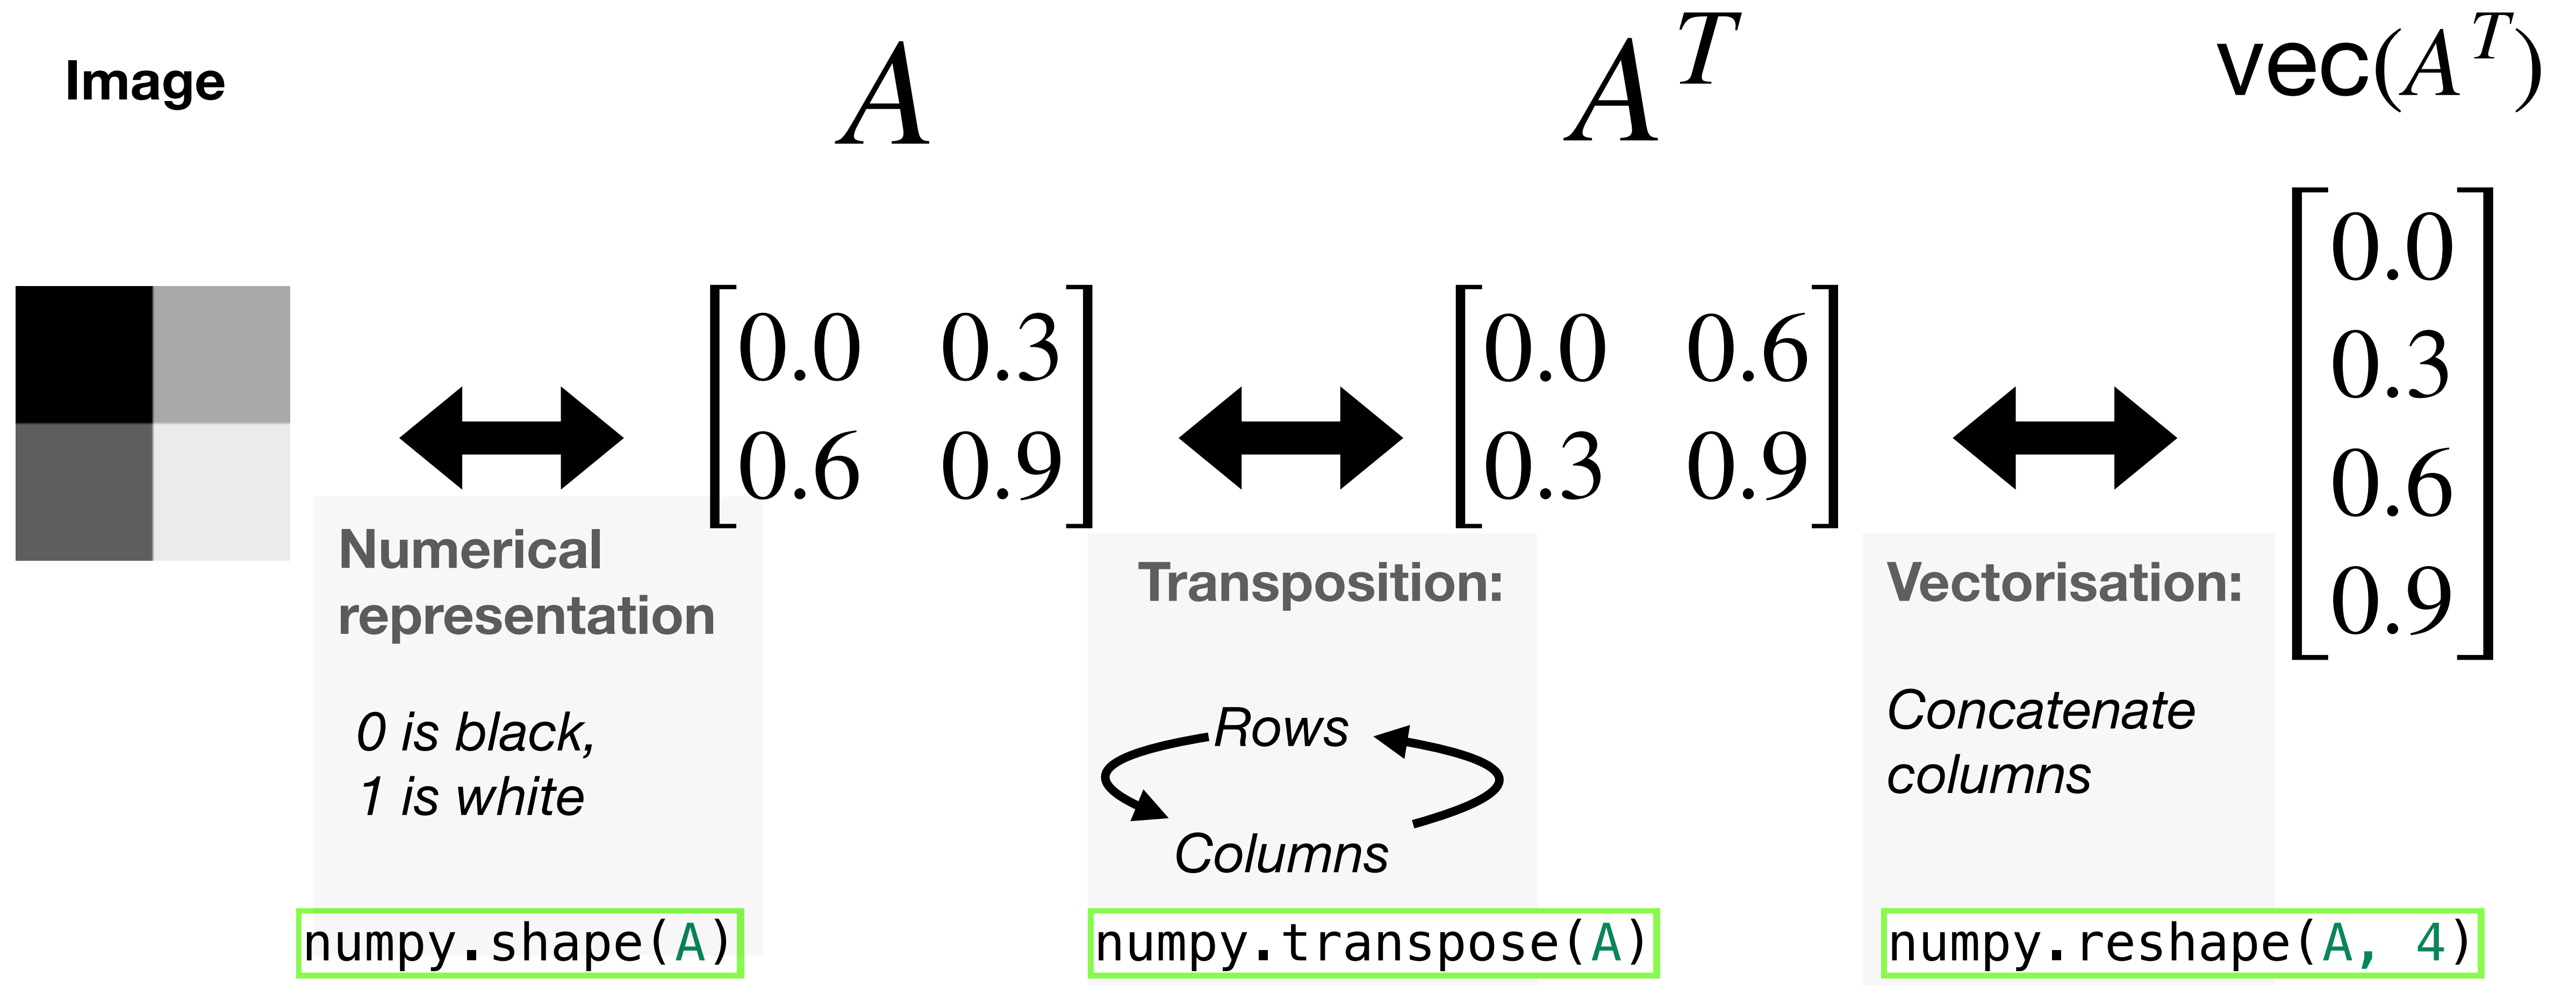 Image
A
A^T
vec(A^T)
0.0 0.3
0.6 0.9
0.0 0.6
0.3 0.9
0.0
0.3
0.6
0.9
Numerical
representation
0 is black,
1 is white
numpy.shape(A)
Transposition:
Rows
Columns
numpy.transpose(A)
Vectorisation:
Concatenate
columns
numpy.reshape(A, 4)